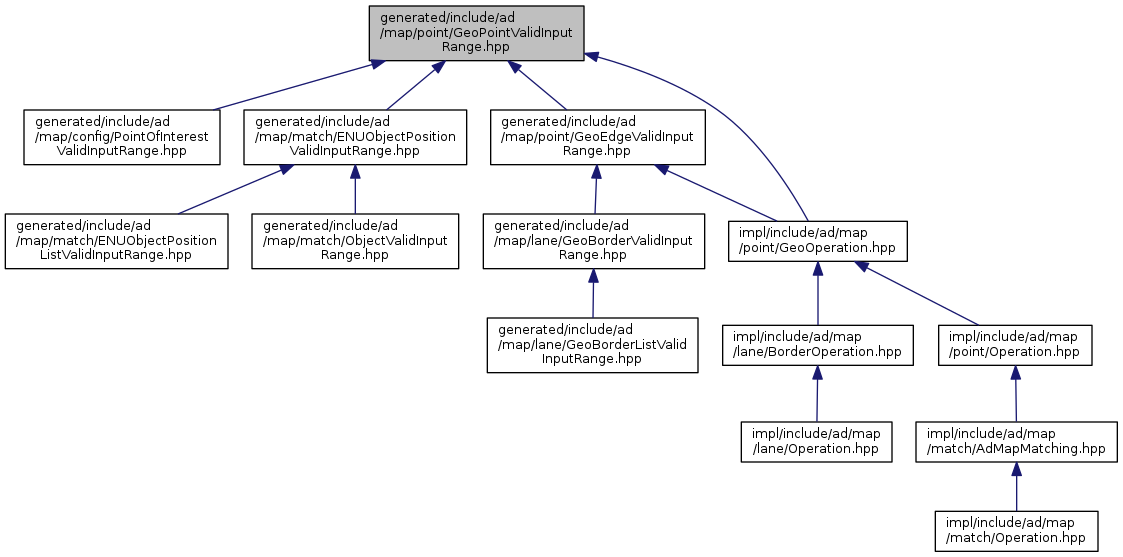 generated/include/ad
/map/point/GeoPointValidInput
Range.hpp
generated/include/ad
/map/config/PointOfInterest
ValidInputRange.hpp
generated/include/ad
/map/match/ENUObjectPosition
ValidInputRange.hpp
generated/include/ad
/map/point/GeoEdgeValidInput
Range.hpp
generated/include/ad
/map/match/ENUObjectPosition
ListValidInputRange.hpp
generated/include/ad
/map/match/ObjectValidInput
Range.hpp
generated/include/ad
/map/lane/GeoBorderValidInput
Range.hpp
impl/include/ad/map
/point/GeoOperation.hpp
generated/include/ad
/map/lane/GeoBorderListValid
InputRange.hpp
impl/include/ad/map
/lane/BorderOperation.hpp
impl/include/ad/map
/point/Operation.hpp
impl/include/ad/map
/lane/Operation.hpp
impl/include/ad/map
/match/AdMapMatching.hpp
impl/include/ad/map
/match/Operation.hpp